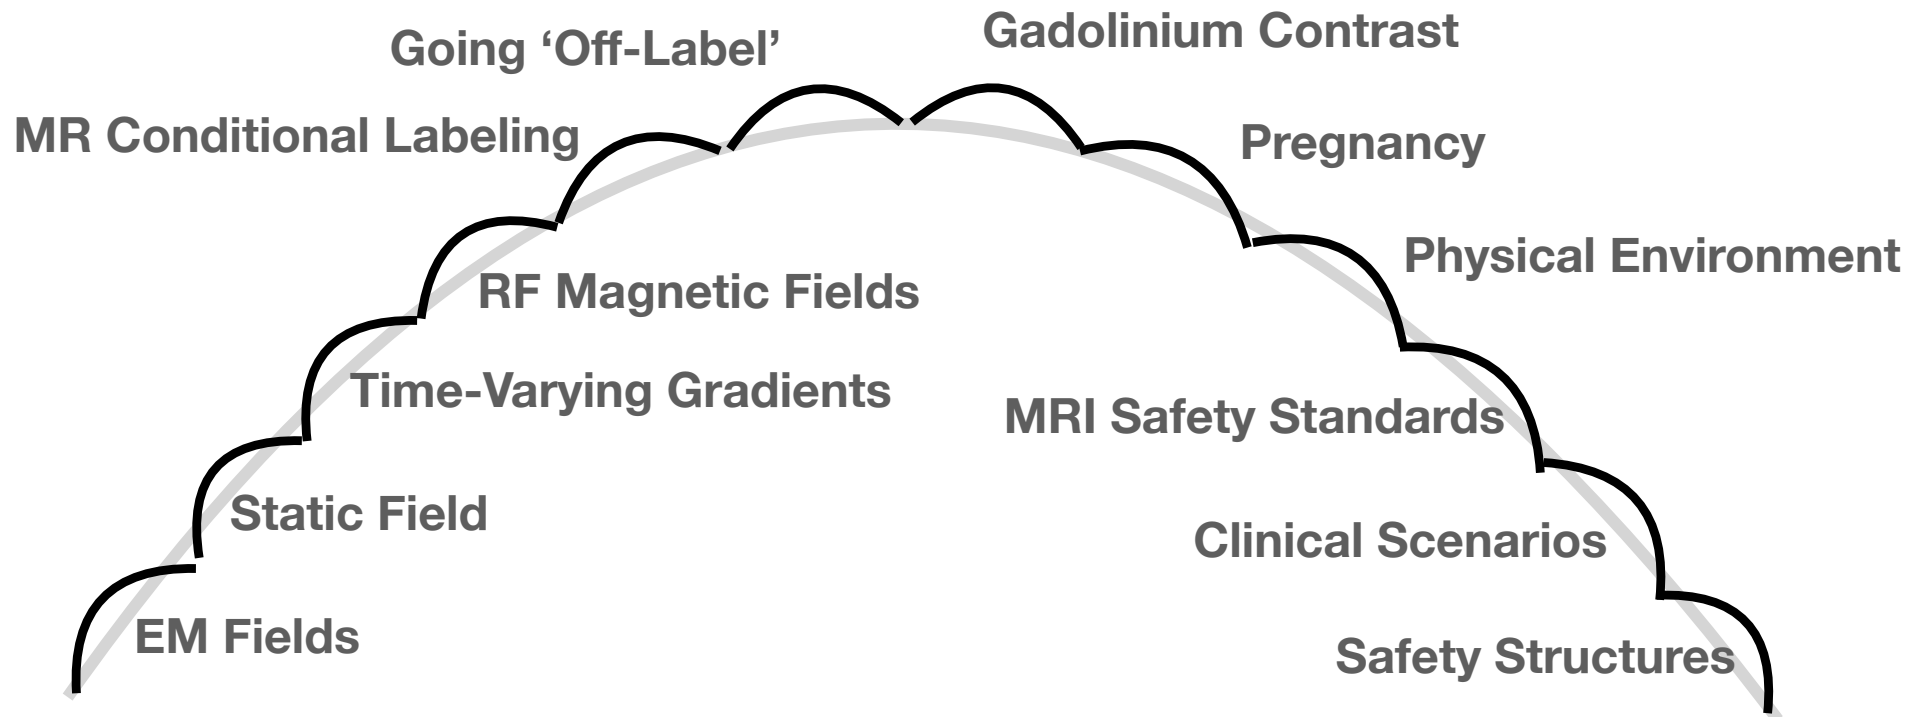 Going ‘Off-Label’
Gadolinium Contrast
MR Conditional Labeling
Pregnancy
Physical Environment
RF Magnetic Fields
Time-Varying Gradients
MRI Safety Standards
Static Field
Clinical Scenarios
EM Fields
Safety Structures